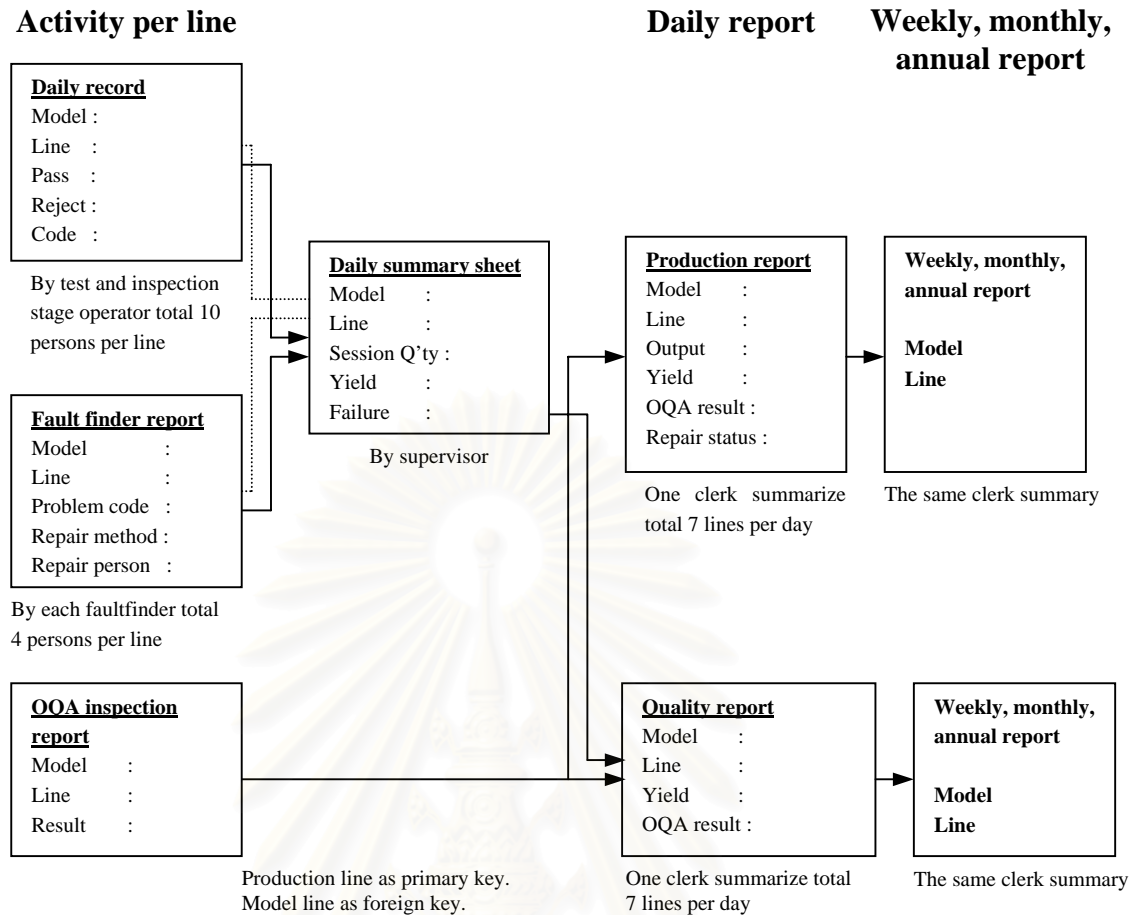 Activity per line
Daily report
Weekly, monthly,
annual report
Daily record
Model :
Line :
Pass :
Reject :
Code :
By test and inspection
stage operator total 10
persons per line
Fault finder report
Model :
Line :
Problem code :
Repair method :
Repair person :
By each faultfinder total
4 persons per line
OQA inspection
report
Model :
Line :
Result :
Daily summary sheet
Model :
Line :
Session Q’ty :
Yield :
Failure :
By supervisor
Production report
Model :
Line :
Output :
Yield :
OQA result :
Repair status :
One clerk summarize
total 7 lines per day
Weekly, monthly,
annual report
Model
Line
The same clerk summary
Quality report
Model :
Line :
Yield :
OQA result :
One clerk summarize total
7 lines per day
Weekly, monthly,
annual report
Model
Line
The same clerk summary
Production line as primary key.
Model line as foreign key.